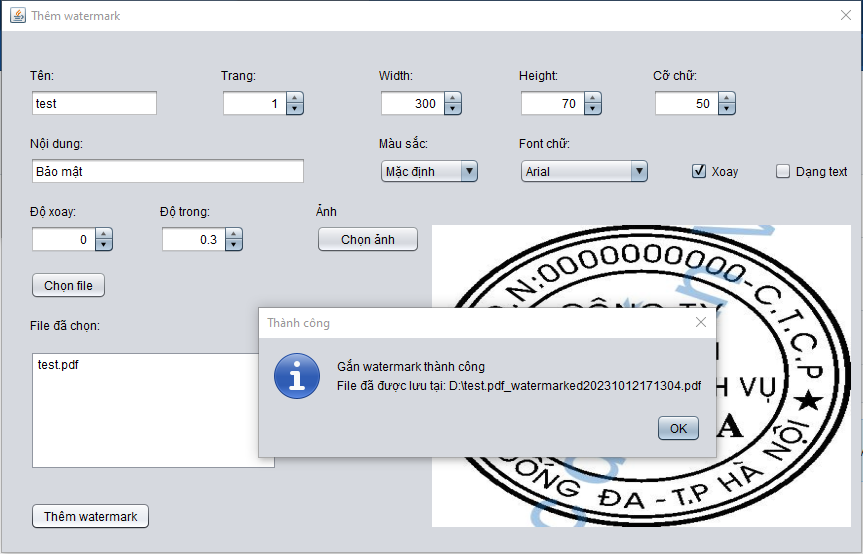 Thêm watermark
Tên:
Trang:
Width:
Height:
Cỡ chữ:
test
1
300
70
50
Nội dung:
Màu sắc:
Font chữ:
Bảo mật
Mặc định
Arial
Xoay
Dạng text
Độ xoay:
Độ trong:
Ảnh
0
0.3
Chọn ảnh
Chọn file
File đã chọn:
test.pdf
Thành công
Gắn watermark thành công
File đã được lưu tại: D:\test.pdf_watermarked20231012171304.pdf
OK
N:0000000000-C.T.C.P
CÔNG TY
H VỤ
A
ĐỐNG ĐA - T.P HÀ NỘI
Thêm watermark